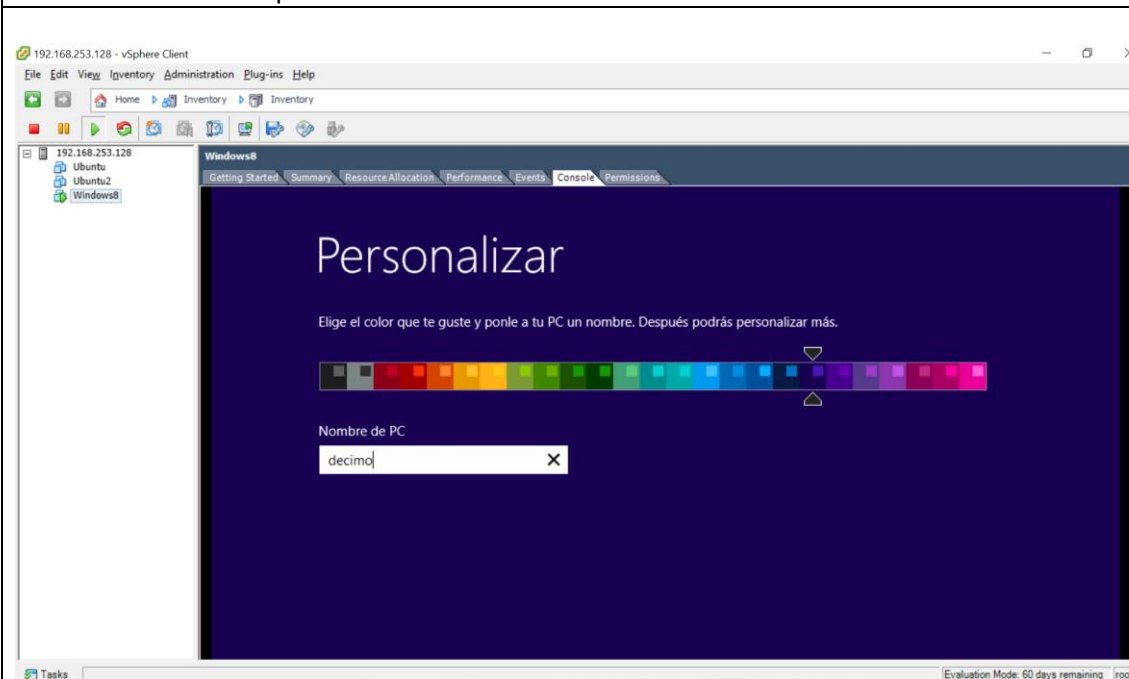 192.168.253.128 - vSphere Client
File Edit View Inventory Administration Plug-ins Help
Home Inventory Inventory
192.168.253.128
Ubuntu
Ubuntu2
Windows8
Windows8
Getting Started Summary Resource Allocation Performance Events Console Permissions
Personalizar
Elige el color que te guste y ponle a tu PC un nombre. Después podrás personalizar más.
Nombre de PC
decimo
Tasks
Evaluation Mode: 60 days remaining